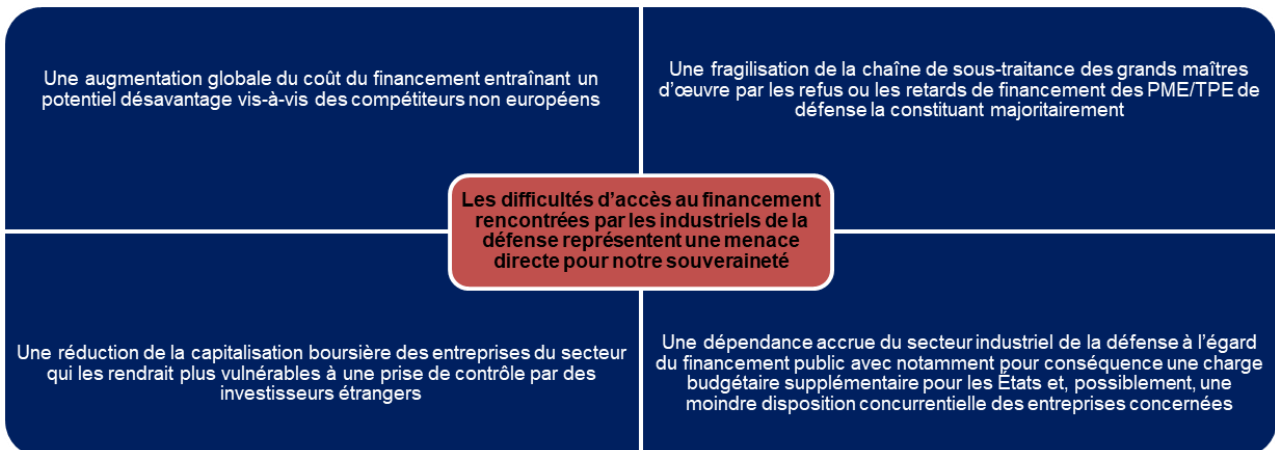 Une augmentation globale du coût du financement entraînant un
potentiel désavantage vis-à-vis des compétiteurs non européens
Une fragilisation de la chaîne de sous-traitance des grands maîtres
d’œuvre par les refus ou les retards de financement des PME/TPE de
défense la constituant majoritairement
Les difficultés d’accès au financement
rencontrées par les industriels de la
défense représentent une menace
directe pour notre souveraineté
Une réduction de la capitalisation boursière des entreprises du secteur
qui les rendrait plus vulnérables à une prise de contrôle par des
investisseurs étrangers
Une dépendance accrue du secteur industriel de la défense à l’égard
du financement public avec notamment pour conséquence une charge
budgétaire supplémentaire pour les États et, possiblement, une
moindre disposition concurrentielle des entreprises concernées